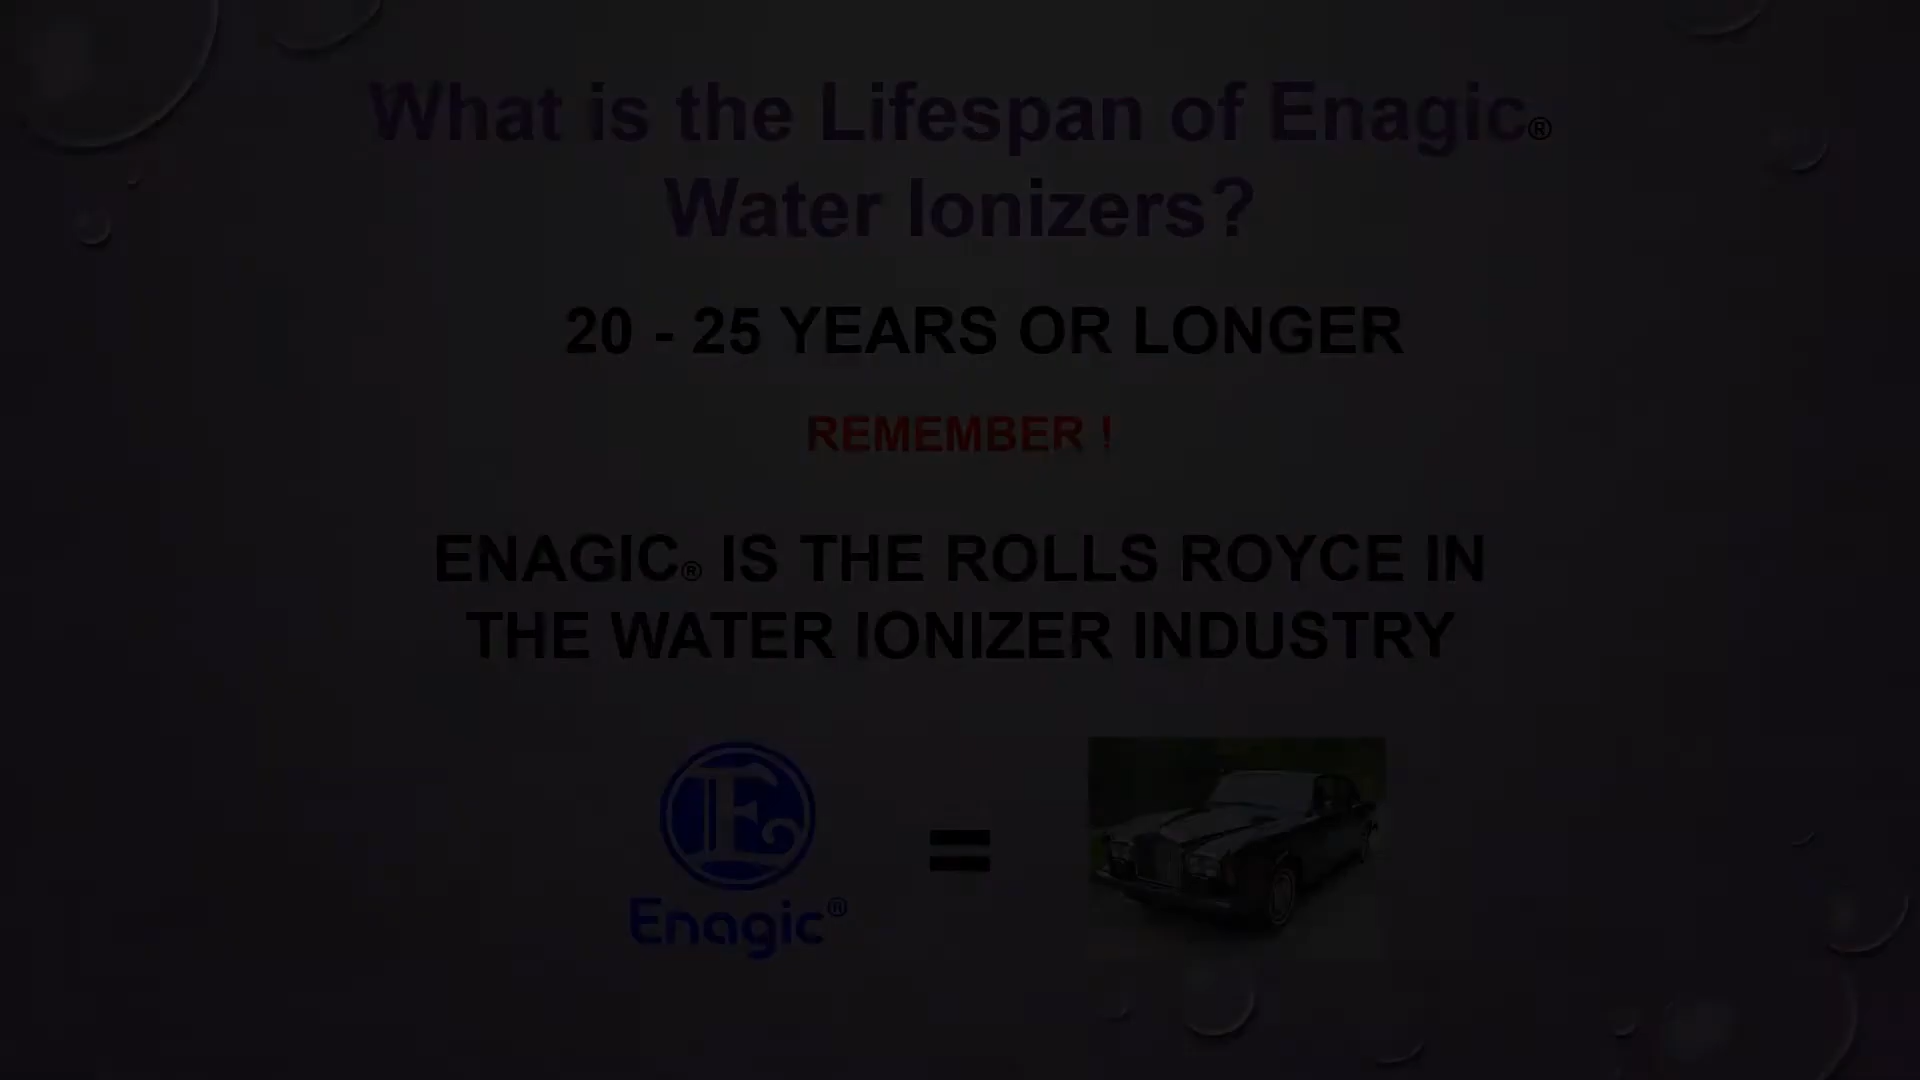 What is the Lifespan of Enagic®
Water Ionizers?
20 - 25 YEARS OR LONGER
REMEMBER !
ENAGIC® IS THE ROLLS ROYCE IN
THE WATER IONIZER INDUSTRY
E
=
Enagic®